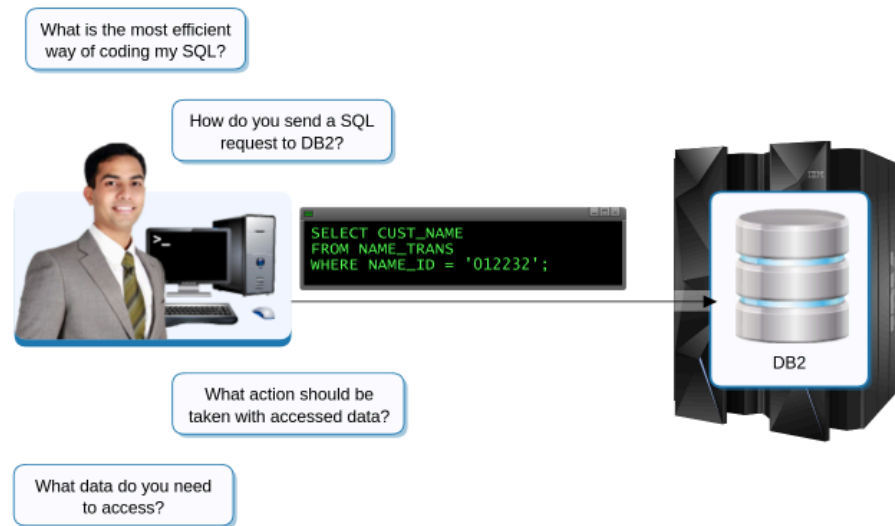 What is the most efficient
way of coding my SQL?
How do you send a SQL
request to DB2?
>_
SELECT CUST_NAME
FROM NAME_TRANS
WHERE NAME_ID = '012232';
IBM
DB2
What action should be
taken with accessed data?
What data do you need
to access?